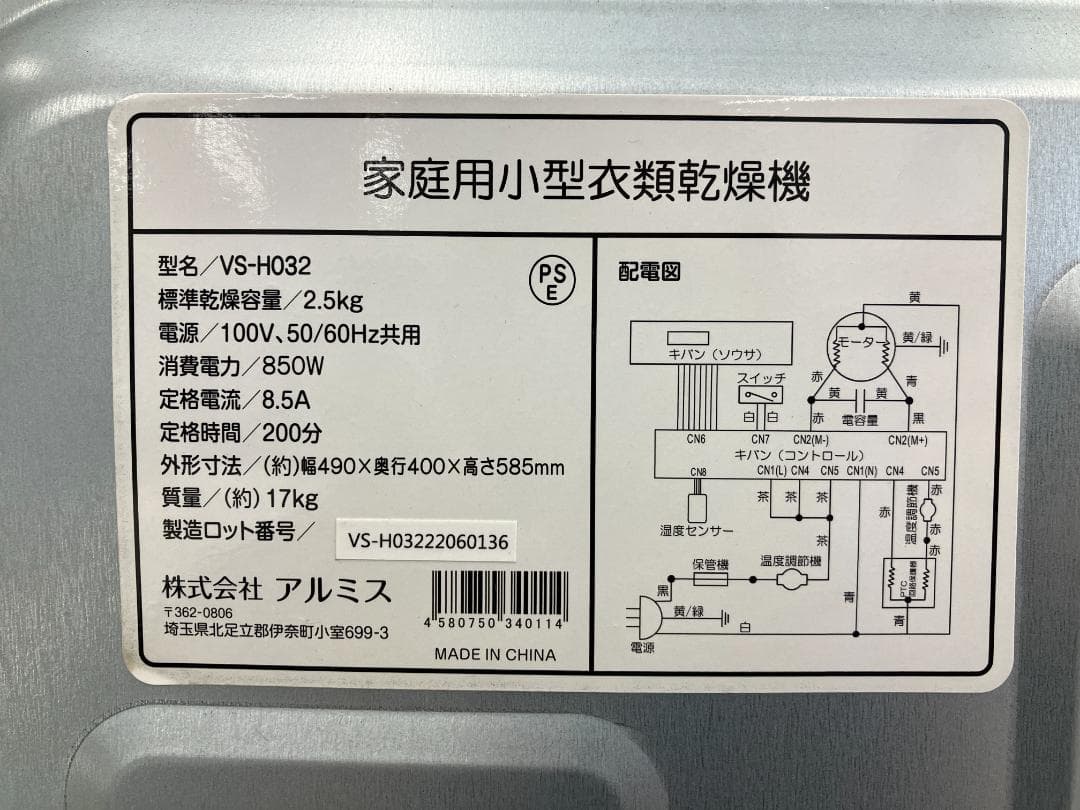 家庭用小型衣類乾燥機
型名／VS-H032
標準乾燥容量／2.5kg
電源／100V、50/60Hz共用
消費電力／850W
定格電流／8.5A
定格時間／200分
外形寸法／(約)幅490×奥行400×高さ585mm
質量／(約)17kg
製造ロット番号／
VS-H03222060136
PS
E
株式会社 アルミス
〒362-0806
埼玉県北足立郡伊奈町小室699-3
4 580750 340114
MADE IN CHINA
配電図
黄
キバン（ソウサ）
モーター
黄/緑
スイッチ
赤
青
黄
黄
白
白
赤
電容量
黒
CN6
CN7
CN2(M-)
CN2(M+)
キバン（コントロール）
CN8
CN1(L)
CN4
CN5
CN1(N)
CN4
CN5
茶
茶
茶
赤
温度調節機
赤
湿度センサー
赤
茶
赤
保管機
温度調節機
黒
PTC
青
黄/緑
白
青
電源